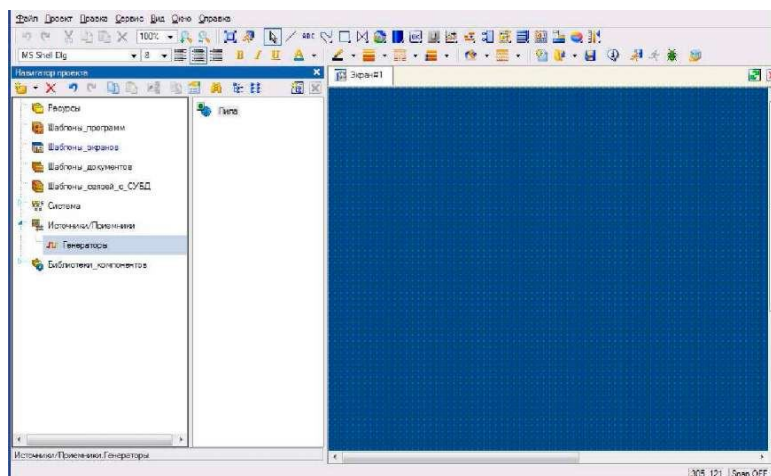 Файл Проект Правка Сервис Вид Окно Справка
100%
ABC
MS Shell Dlg 8 B I U A
Навигатор проекта
Экран#1
Ресурсы
Пила
Шаблоны_программ
Шаблоны_экранов
Шаблоны_документов
Шаблоны_связей_с_СУБД
Система
Источники/Приемники
Генераторы
Библиотеки_компонентов
Источники/Приемники.Генераторы
305, 121 Snap OFF